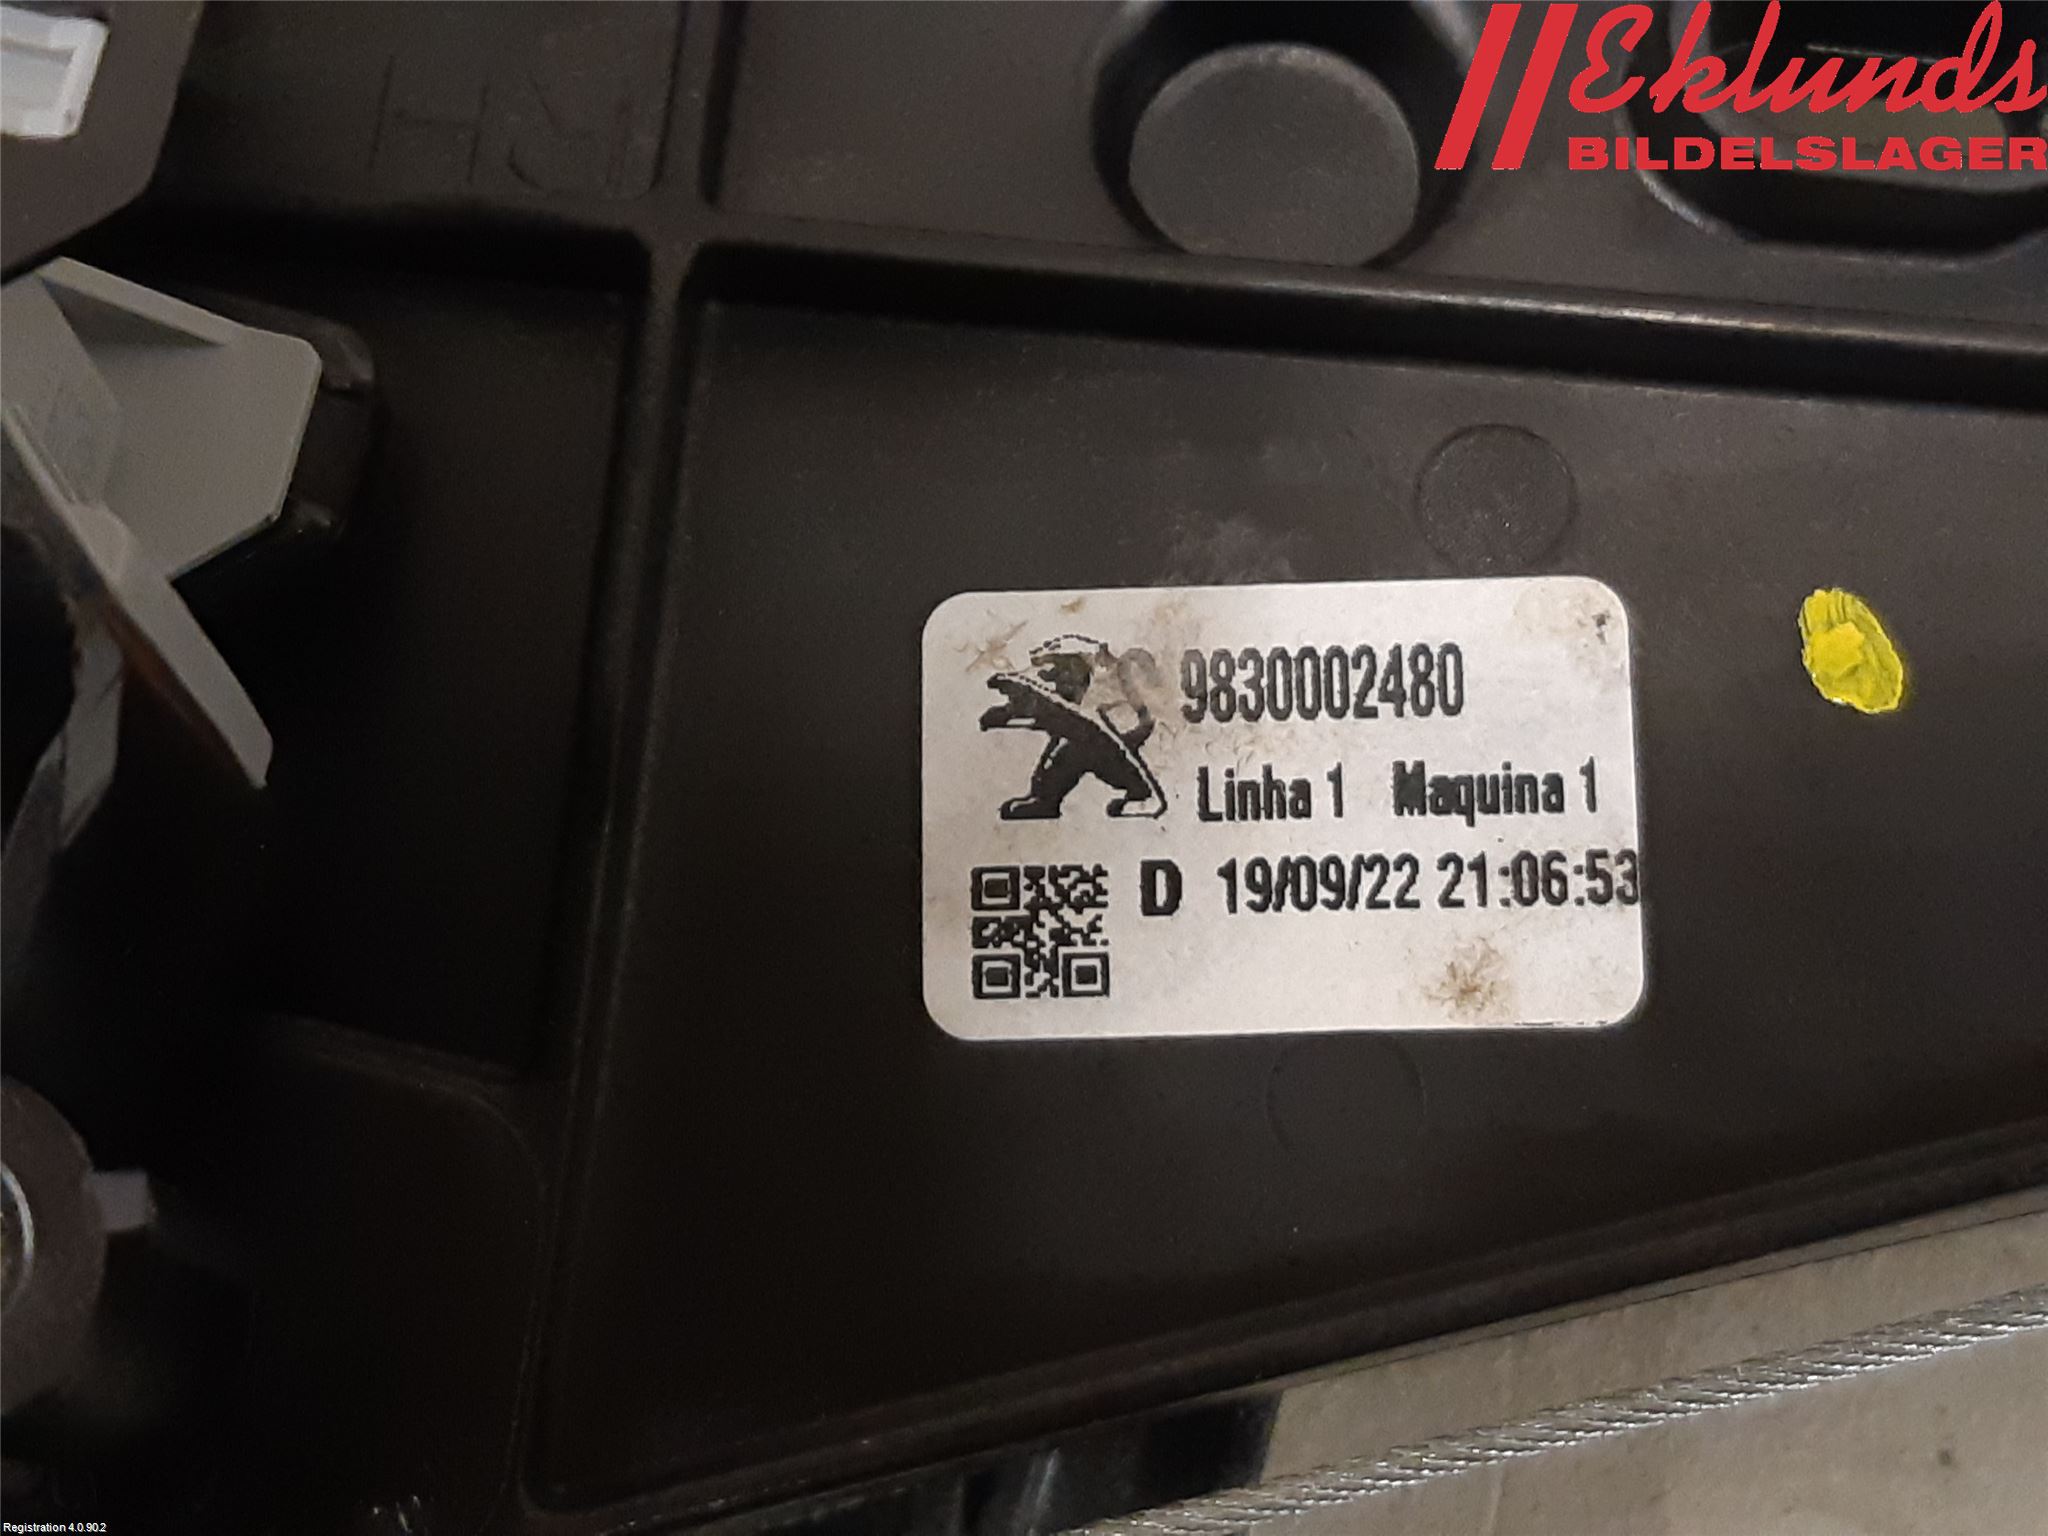 Eklunds
BILDELSLAGER
9830002480
Linha 1 Maquina 1
D 19/09/22 21:06:53
Registration 4.0.90.2